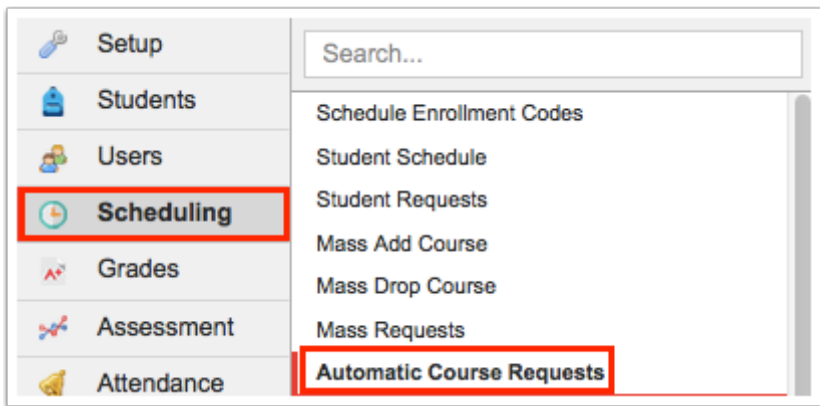 Setup
Students
Users
Scheduling
A+
Grades
Assessment
Attendance
Search...
Schedule Enrollment Codes
Student Schedule
Student Requests
Mass Add Course
Mass Drop Course
Mass Requests
Automatic Course Requests